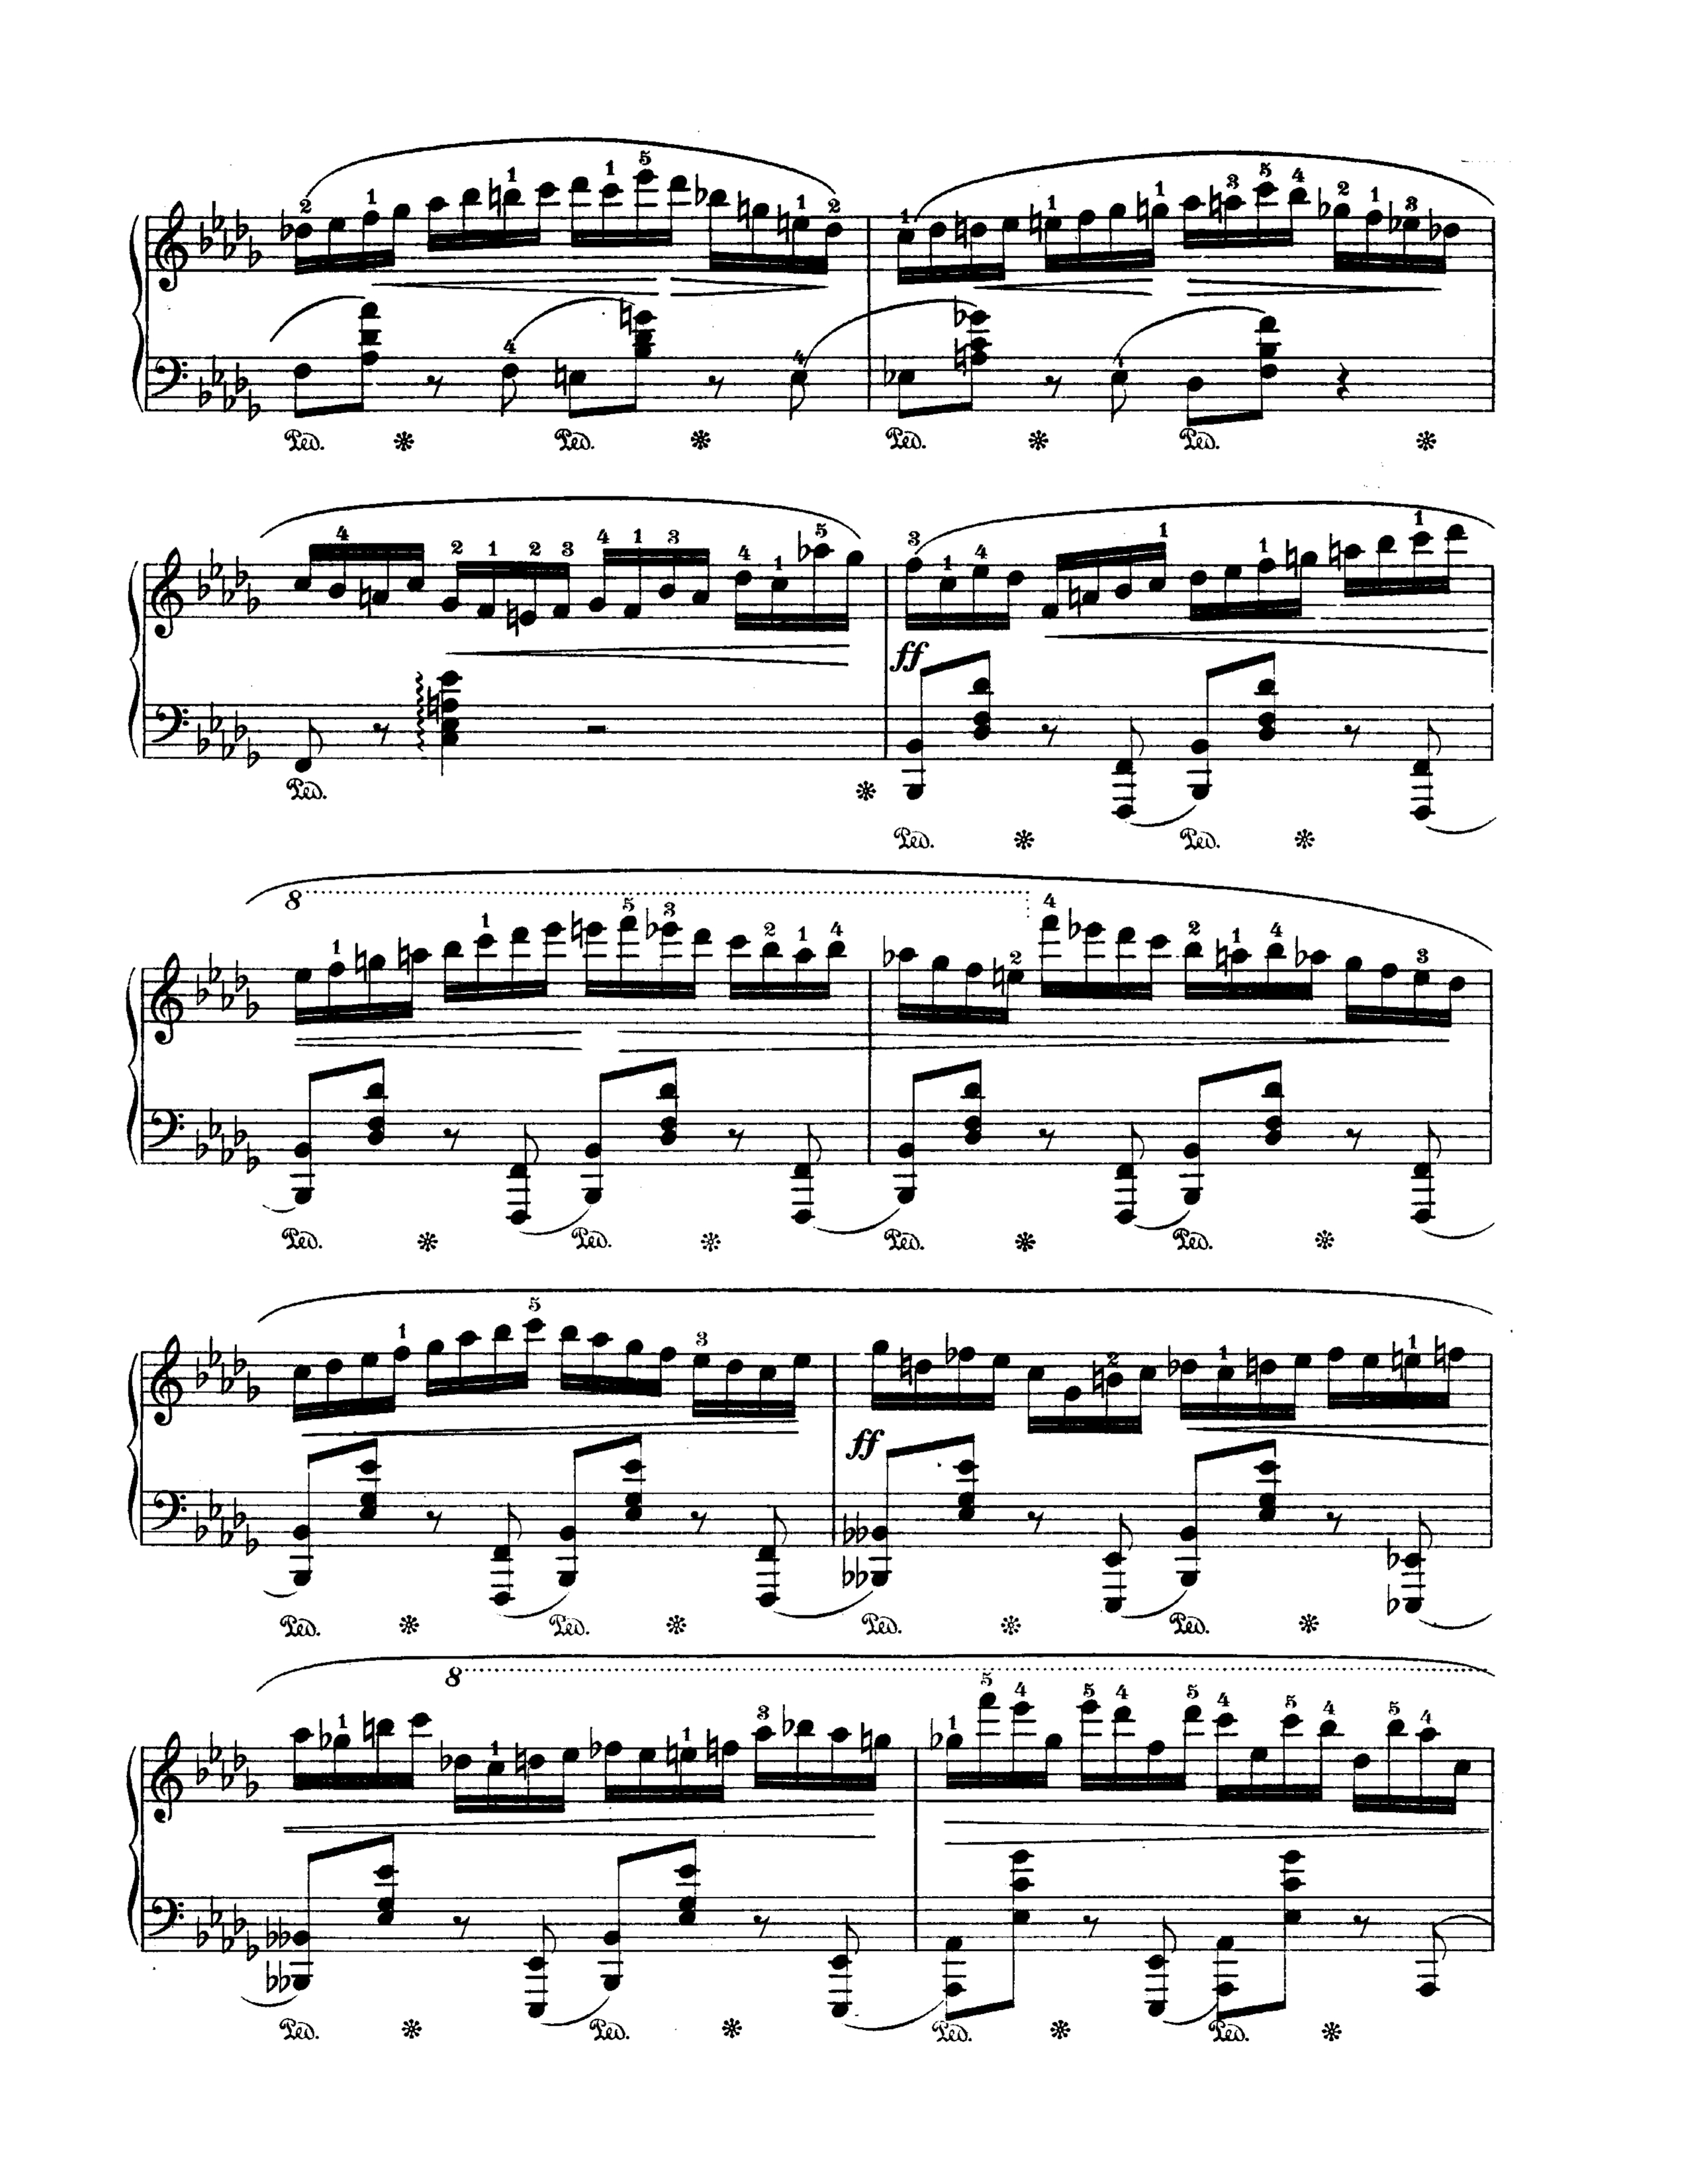 2 1 1 1 5 1 2 1 1 1 3 5 4 2 1 3
4 4
Ped. * Ped. * Ped. * Ped. *
4 2 1 2 3 4 1 3 4 1 5 3 1 4 1 1 1
ff
Ped. * Ped. * Ped. *
8
1 1 5 3 2 1 4 2 4 2 1 4 3
Ped. * Ped. * Ped. * Ped. *
1 5 3 2 1 1
ff
Ped. * Ped. * Ped. * Ped. *
8
1 1 1 3 1 5 4 5 4 5 4 5 4 5 4
Ped. * Ped. * Ped. * Ped. *